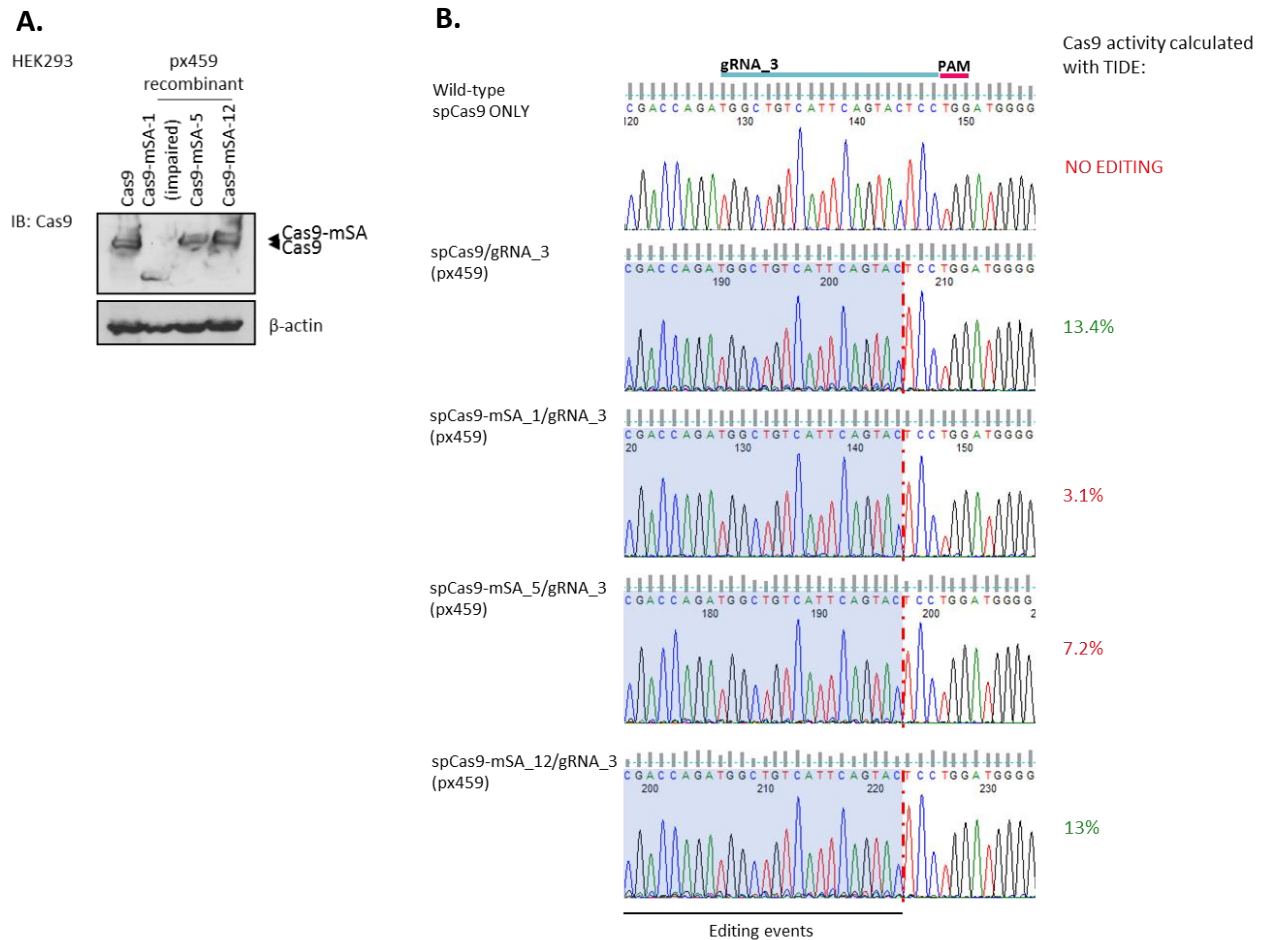 A.
HEK293
px459
recombinant
Cas9
Cas9-mSA-1
(impaired)
Cas9-mSA-5
Cas9-mSA-12
IB: Cas9
Cas9-mSA
Cas9
β-actin
B.
Cas9 activity calculated
with TIDE:
gRNA_3
PAM
Wild-type
spCas9 ONLY
CGACCAGATGGCTGTCATTCAGTACTCCTGGATGGGG
120 130 140 150
NO EDITING
spCas9/gRNA_3
(px459)
CGACCAGATGGCTGTCATTCAGTACTCCTGGATGGGG
190 200 210
13.4%
spCas9-mSA_1/gRNA_3
(px459)
CGACCAGATGGCTGTCATTCAGTACTCCTGGATGGGG
20 130 140 150
3.1%
spCas9-mSA_5/gRNA_3
(px459)
CGACCAGATGGCTGTCATTCAGTACTCCTGGATGGGG
180 190 200 2
7.2%
spCas9-mSA_12/gRNA_3
(px459)
CGACCAGATGGCTGTCATTCAGTACTCCTGGATGGGG
200 210 220 230
13%
Editing events